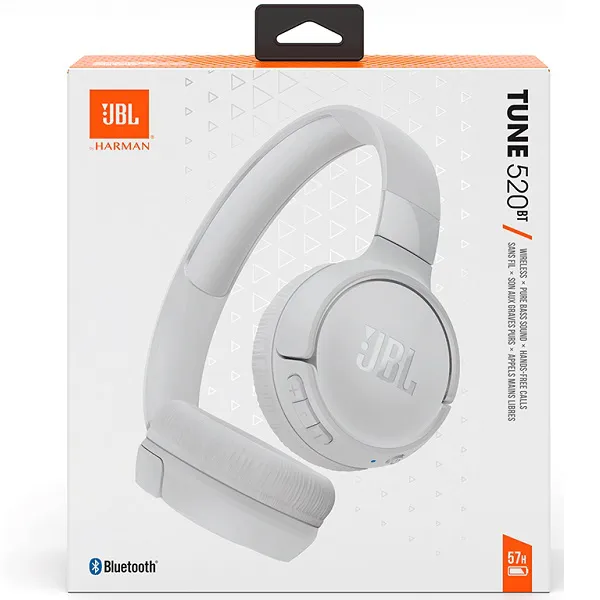 JBL
by HARMAN
TUNE 520BT
WIRELESS × PURE BASS SOUND × HANDS-FREE CALLS
SANS FIL × SON AUX GRAVES PURS × APPELS MAINS LIBRES
JBL
57H
Bluetooth®